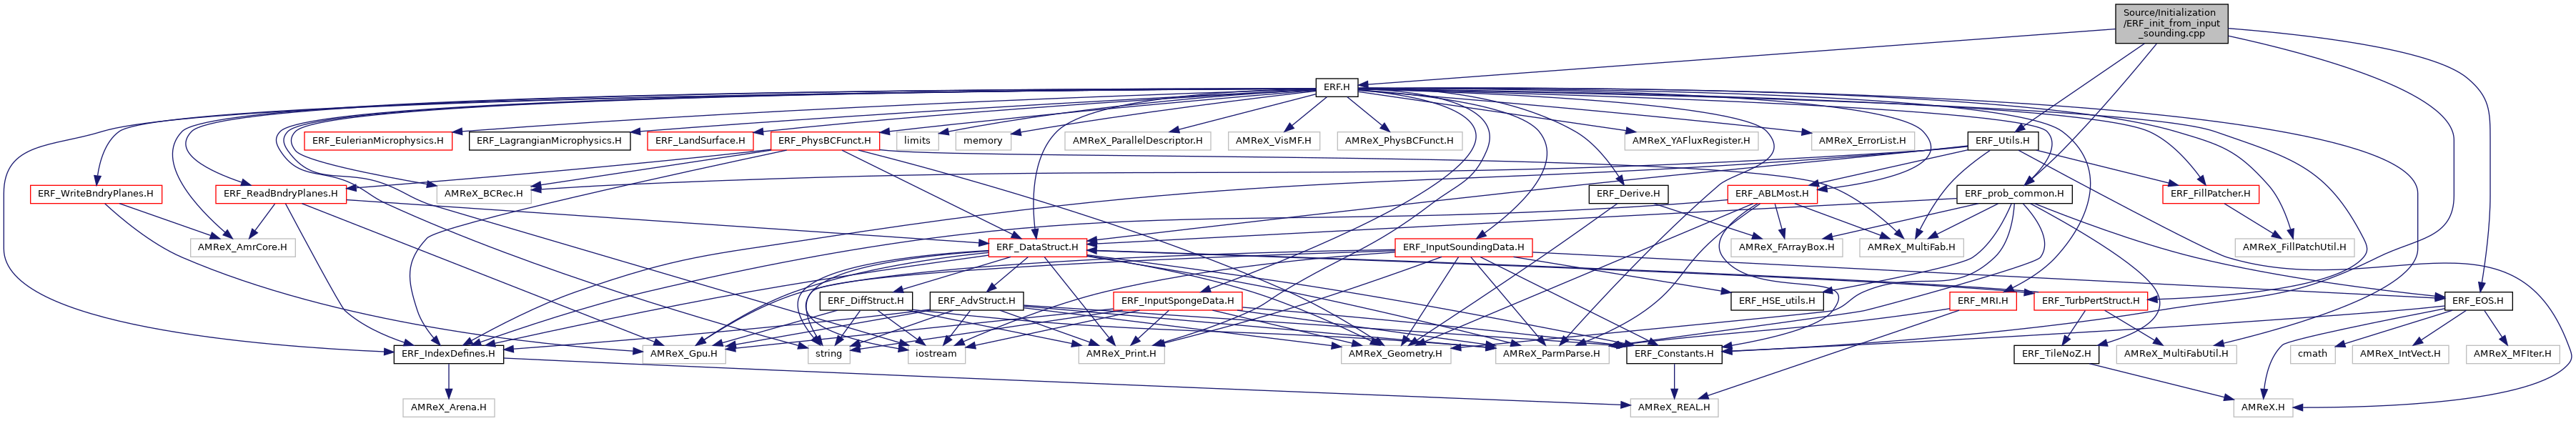 Source/Initialization
/ERF_init_from_input
_sounding.cpp
ERF.H
ERF_EulerianMicrophysics.H
ERF_LagrangianMicrophysics.H
ERF_LandSurface.H
ERF_PhysBCFunct.H
limits
memory
AMReX_ParallelDescriptor.H
AMReX_VisMF.H
AMReX_PhysBCFunct.H
AMReX_YAFluxRegister.H
AMReX_ErrorList.H
ERF_Utils.H
ERF_WriteBndryPlanes.H
ERF_ReadBndryPlanes.H
AMReX_BCRec.H
ERF_Derive.H
ERF_ABLMost.H
ERF_prob_common.H
ERF_FillPatcher.H
AMReX_AmrCore.H
ERF_DataStruct.H
ERF_InputSoundingData.H
AMReX_FArrayBox.H
AMReX_MultiFab.H
AMReX_FillPatchUtil.H
ERF_DiffStruct.H
ERF_AdvStruct.H
ERF_InputSpongeData.H
ERF_HSE_utils.H
ERF_MRI.H
ERF_TurbPertStruct.H
ERF_EOS.H
ERF_IndexDefines.H
AMReX_Gpu.H
string
iostream
AMReX_Print.H
AMReX_Geometry.H
AMReX_ParmParse.H
ERF_Constants.H
ERF_TileNoZ.H
AMReX_MultiFabUtil.H
cmath
AMReX_IntVect.H
AMReX_MFIter.H
AMReX_Arena.H
AMReX_REAL.H
AMReX.H